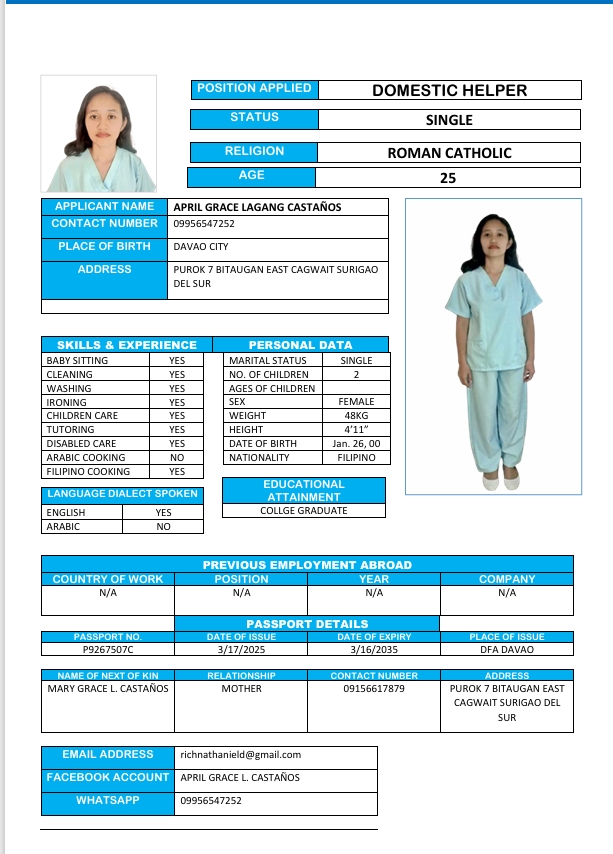 POSITION APPLIED DOMESTIC HELPER
STATUS SINGLE
RELIGION ROMAN CATHOLIC
AGE 25
APPLICANT NAME APRIL GRACE LAGANG CASTAÑOS
CONTACT NUMBER 09956547252
PLACE OF BIRTH DAVAO CITY
ADDRESS PUROK 7 BITAUGAN EAST CAGWAIT SURIGAO
DEL SUR
SKILLS & EXPERIENCE
BABY SITTING YES
CLEANING YES
WASHING YES
IRONING YES
CHILDREN CARE YES
TUTORING YES
DISABLED CARE YES
ARABIC COOKING NO
FILIPINO COOKING YES
LANGUAGE DIALECT SPOKEN
ENGLISH YES
ARABIC NO
PERSONAL DATA
MARITAL STATUS SINGLE
NO. OF CHILDREN 2
AGES OF CHILDREN
SEX FEMALE
WEIGHT 48KG
HEIGHT 4’11”
DATE OF BIRTH Jan. 26, 00
NATIONALITY FILIPINO
EDUCATIONAL
ATTAINMENT
COLLGE GRADUATE
PREVIOUS EMPLOYMENT ABROAD
COUNTRY OF WORK POSITION YEAR COMPANY
N/A N/A N/A N/A
PASSPORT DETAILS
PASSPORT NO. DATE OF ISSUE DATE OF EXPIRY PLACE OF ISSUE
P9267507C 3/17/2025 3/16/2035 DFA DAVAO
NAME OF NEXT OF KIN RELATIONSHIP CONTACT NUMBER ADDRESS
MARY GRACE L. CASTAÑOS MOTHER 09156617879 PUROK 7 BITAUGAN EAST
CAGWAIT SURIGAO DEL
SUR
EMAIL ADDRESS richnathanield@gmail.com
FACEBOOK ACCOUNT APRIL GRACE L. CASTAÑOS
WHATSAPP 09956547252